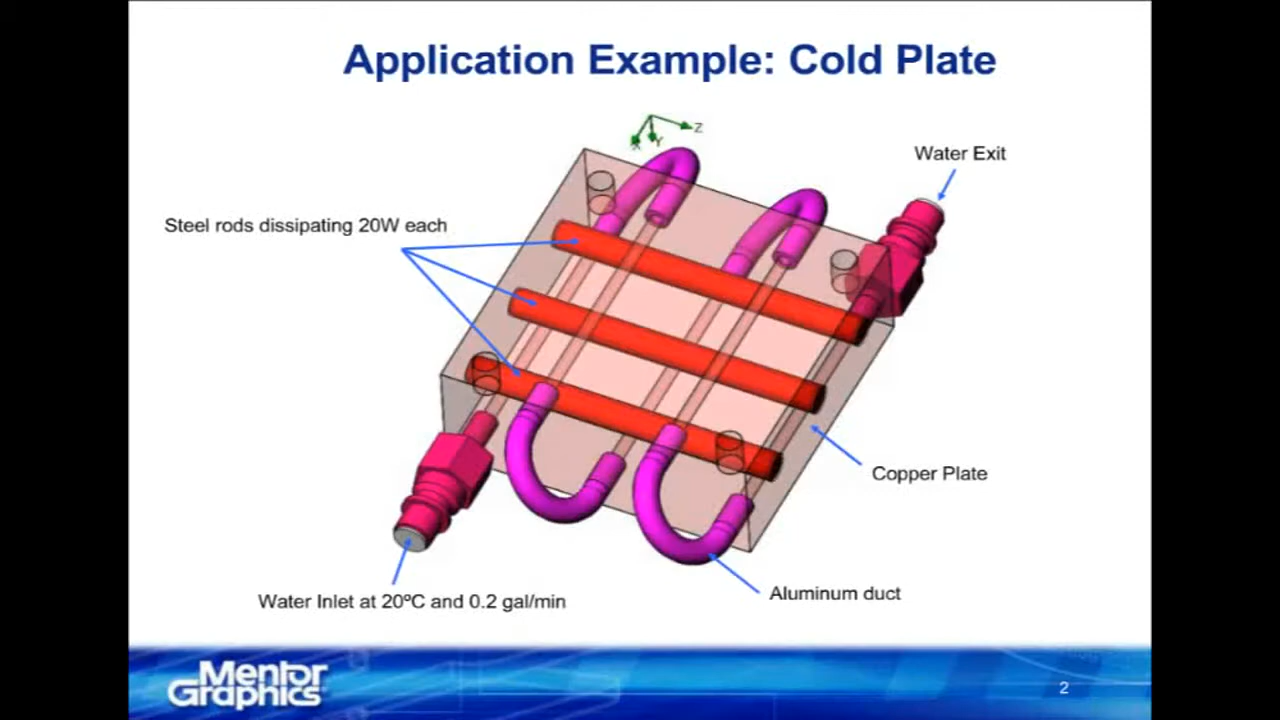 Application Example: Cold Plate
X
Y
Z
Water Exit
Steel rods dissipating 20W each
Copper Plate
Aluminum duct
Water Inlet at 20ºC and 0.2 gal/min
Mentor
Graphics
2